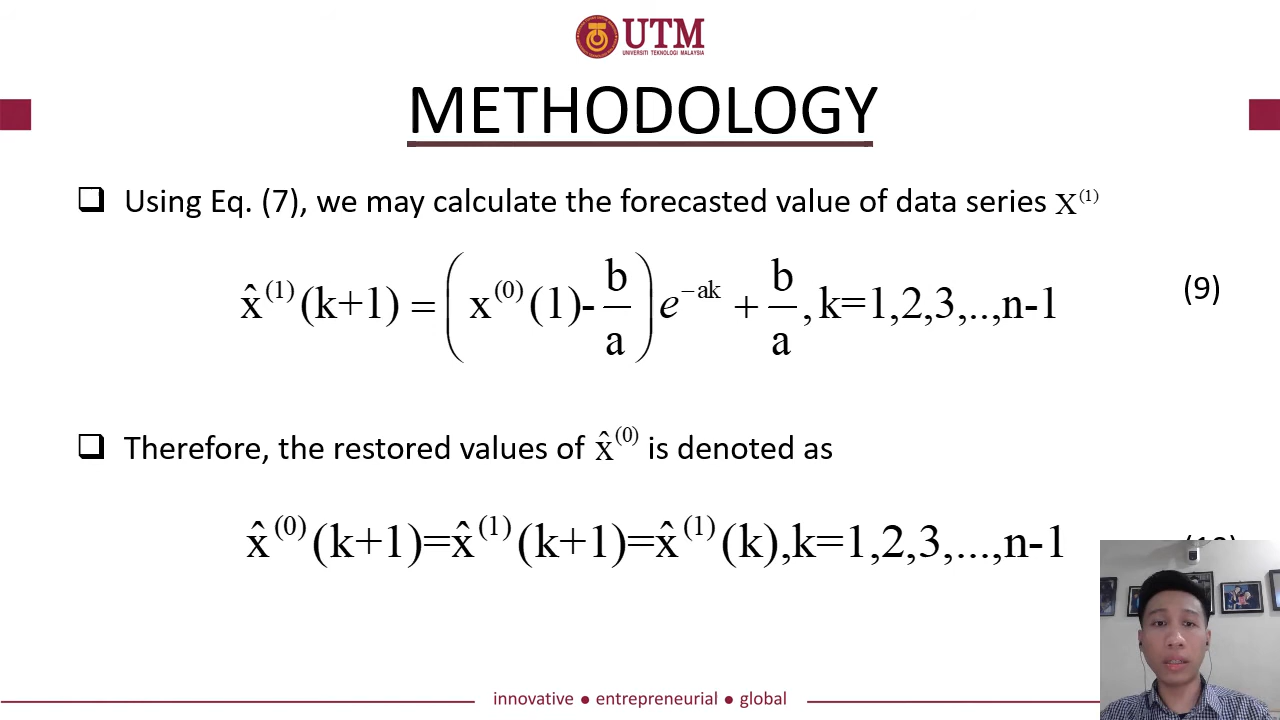 UTM
UNIVERSITI TEKNOLOGI MALAYSIA
METHODOLOGY
❑ Using Eq. (7), we may calculate the forecasted value of data series X⁽¹⁾
x̂⁽¹⁾(k+1) = (x⁽⁰⁾(1)-b/a)e^(−ak) + b/a, k=1,2,3,..,n-1 (9)
❑ Therefore, the restored values of x̂⁽⁰⁾ is denoted as
x̂⁽⁰⁾(k+1)=x̂⁽¹⁾(k+1)=x̂⁽¹⁾(k),k=1,2,3,...,n-1
innovative ● entrepreneurial ● global